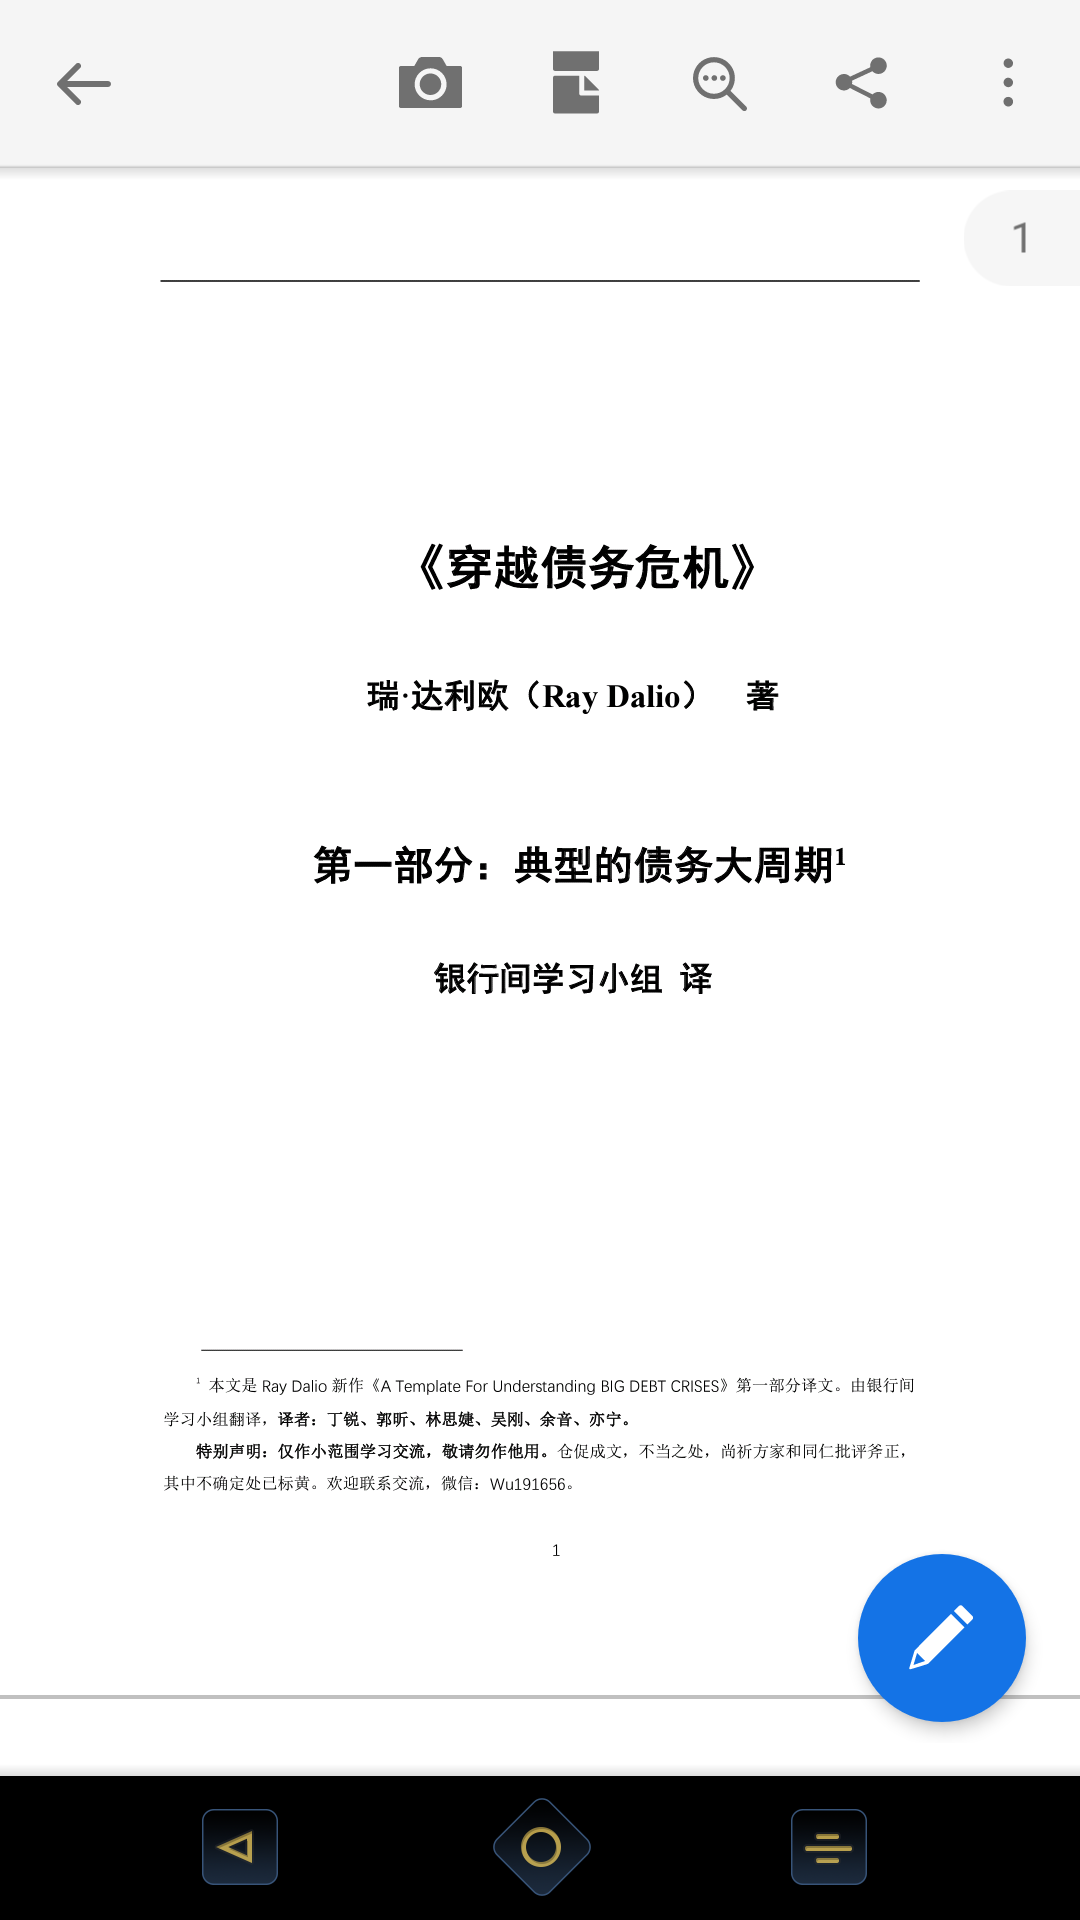 1
《穿越债务危机》
瑞·达利欧（Ray Dalio） 著
第一部分：典型的债务大周期1
银行间学习小组 译
1 本文是 Ray Dalio 新作《A Template For Understanding BIG DEBT CRISES》第一部分译文。由银行间
学习小组翻译，译者：丁锐、郭昕、林思婕、吴刚、余音、亦宁。
特别声明：仅作小范围学习交流，敬请勿作他用。仓促成文，不当之处，尚祈方家和同仁批评斧正，
其中不确定处已标黄。欢迎联系交流，微信：Wu191656。
1